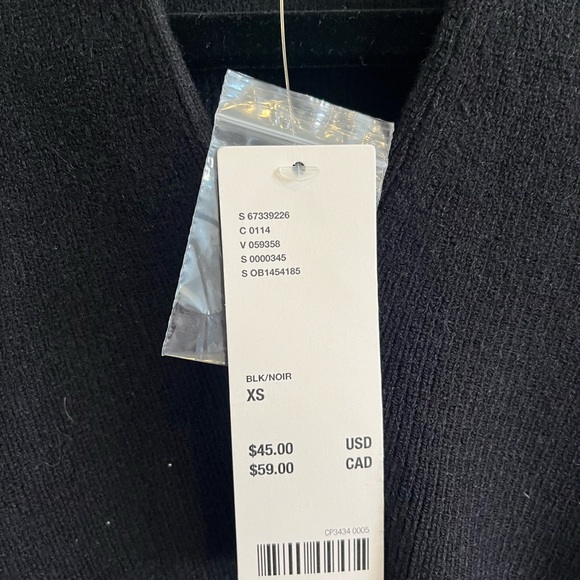 S 67339226
C 0114
V 059358
S 0000345
S OB1454185
BLK/NOIR
XS
$45.00 USD
$59.00 CAD
CP3434 0005